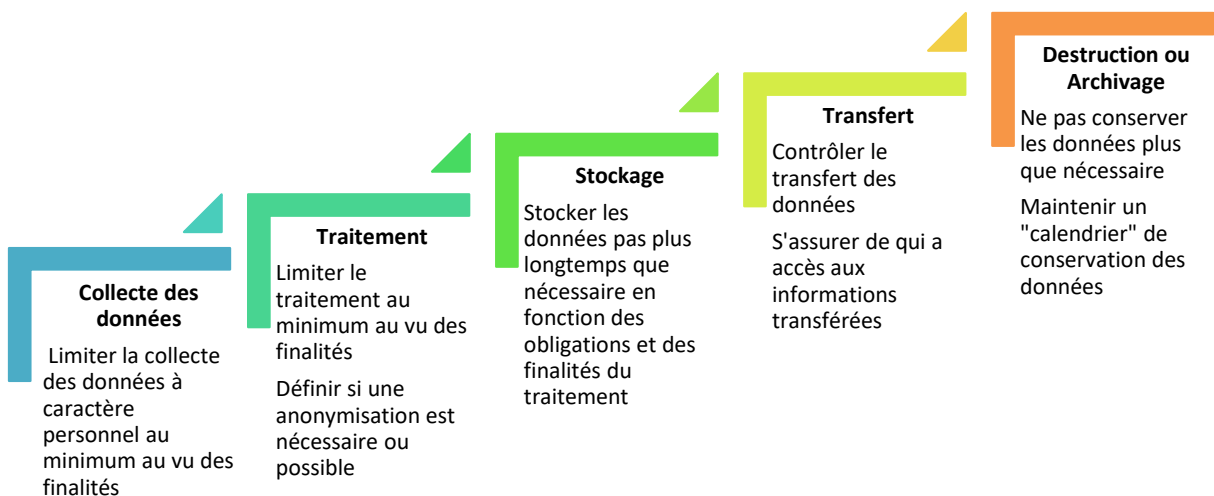 Collecte des
données
Limiter la collecte
des données à
caractère
personnel au
minimum au vu des
finalités
Traitement
Limiter le
traitement au
minimum au vu des
finalités
Définir si une
anonymisation est
nécessaire ou
possible
Stockage
Stocker les
données pas plus
longtemps que
nécessaire en
fonction des
obligations et des
finalités du
traitement
Transfert
Contrôler le
transfert des
données
S'assurer de qui a
accès aux
informations
transférées
Destruction ou
Archivage
Ne pas conserver
les données plus
que nécessaire
Maintenir un
"calendrier" de
conservation des
données